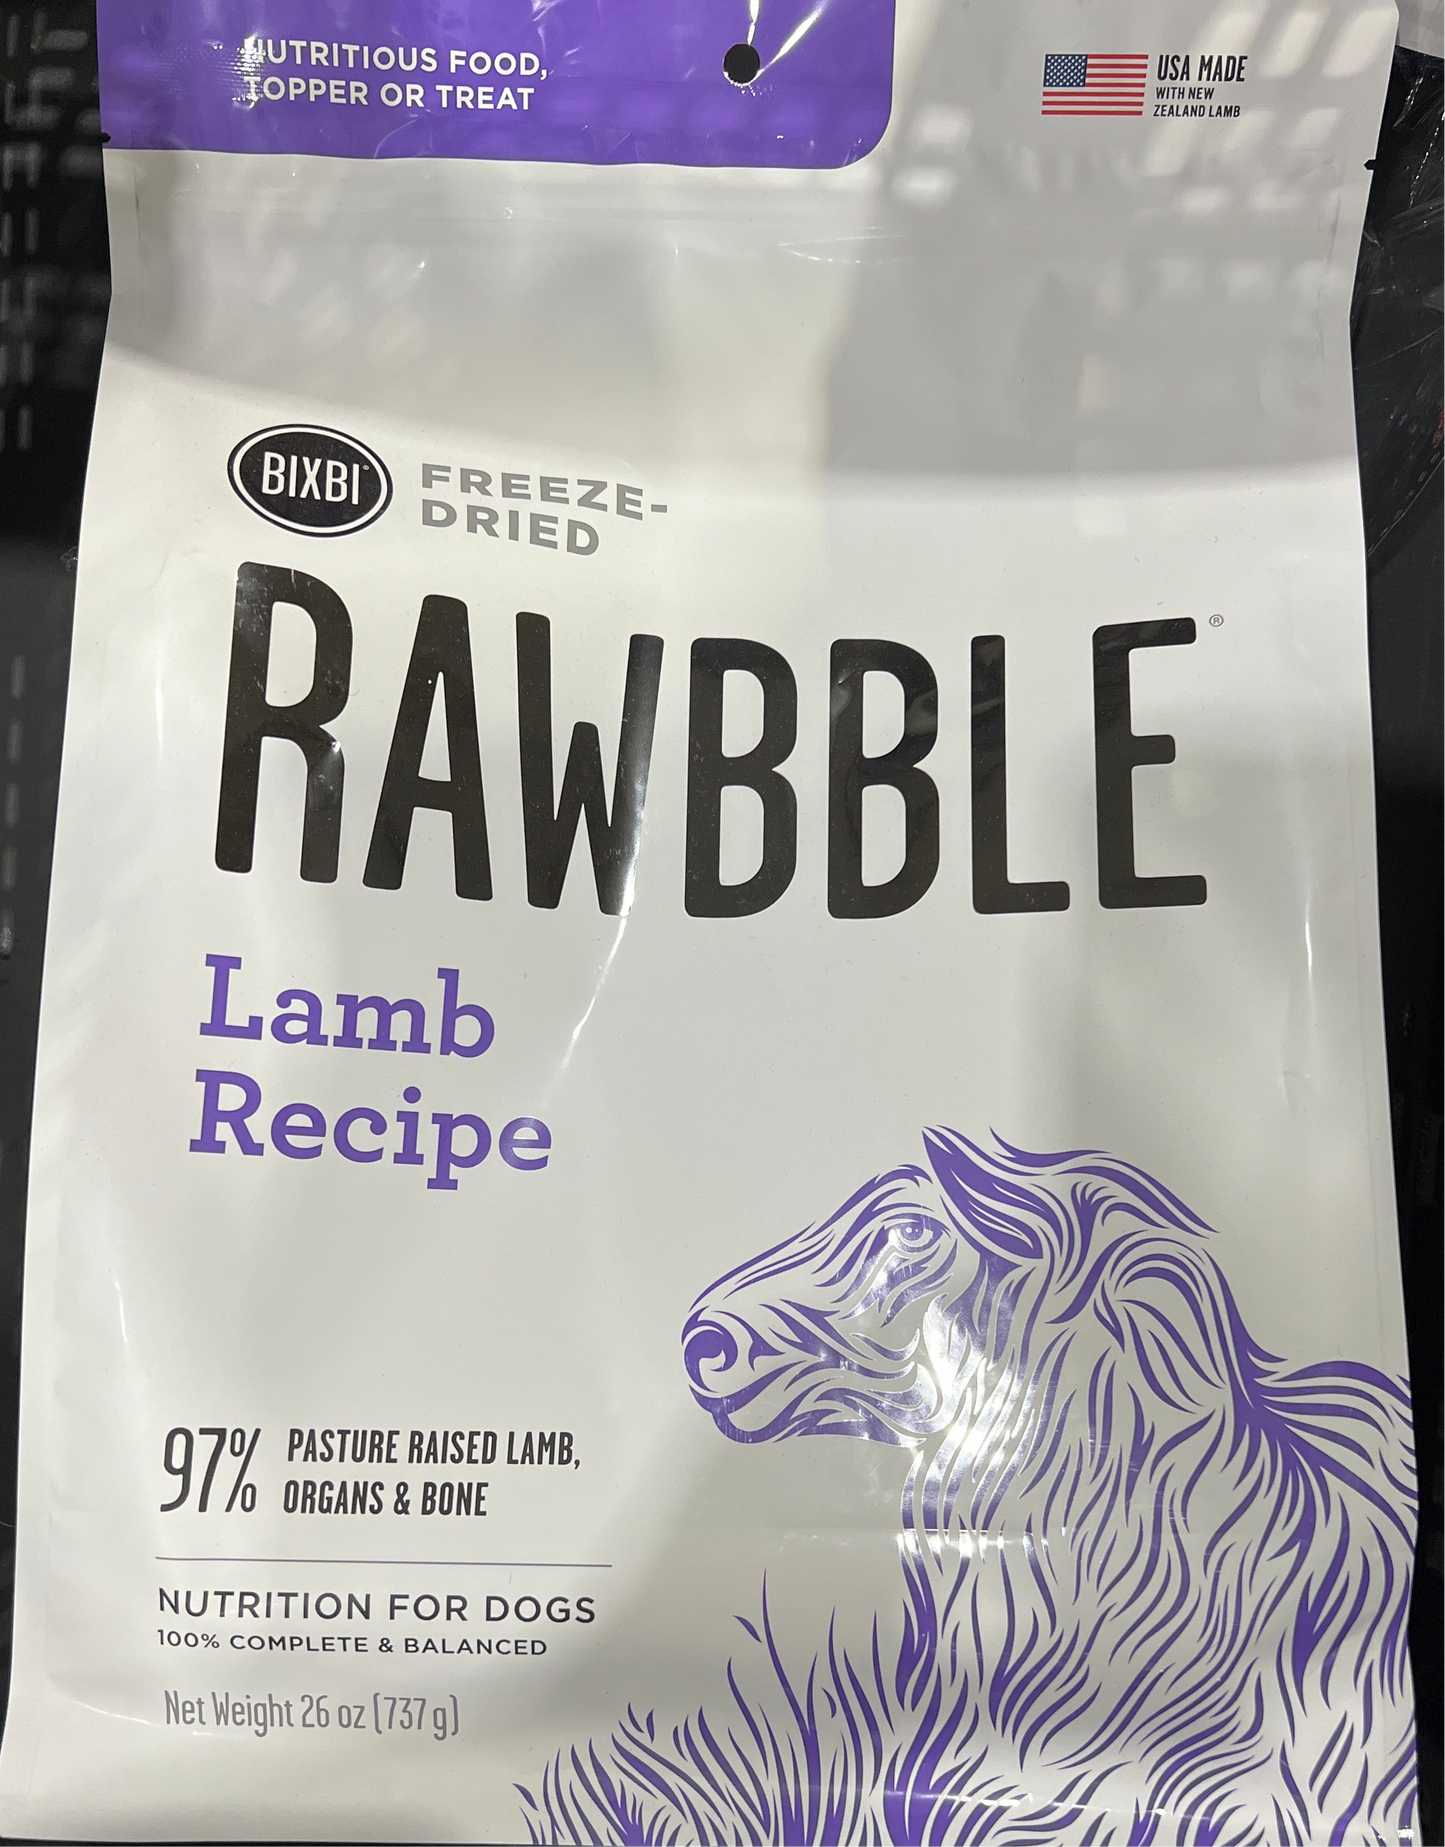 NUTRITIOUS FOOD,
TOPPER OR TREAT
USA MADE
WITH NEW
ZEALAND LAMB
BIXBI®
FREEZE-
DRIED
RAWBBLE®
Lamb
Recipe
97%
PASTURE RAISED LAMB,
ORGANS & BONE
NUTRITION FOR DOGS
100% COMPLETE & BALANCED
Net Weight 26 oz (737 g)